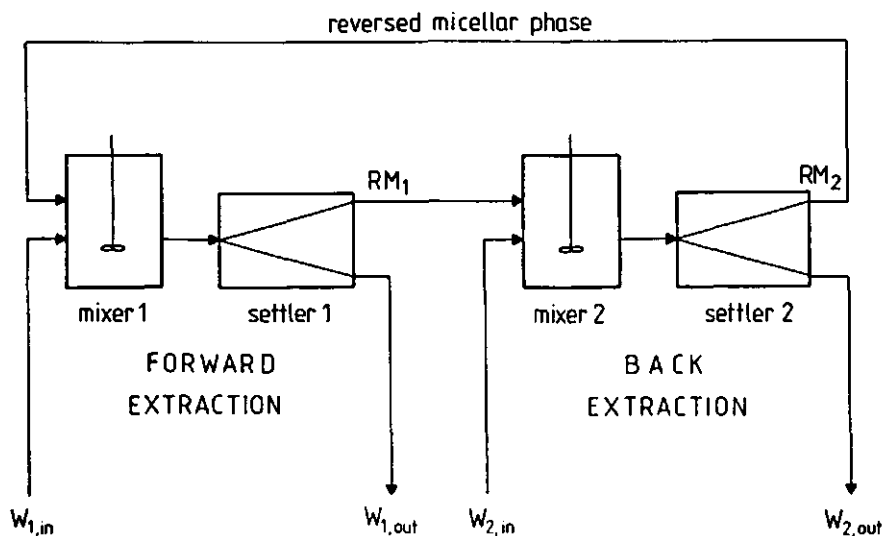 reversed micellar phase
RM₁
RM₂
mixer 1
settler 1
mixer 2
settler 2
FORWARD
EXTRACTION
BACK
EXTRACTION
W₁,in
W₁,out
W₂,in
W₂,out